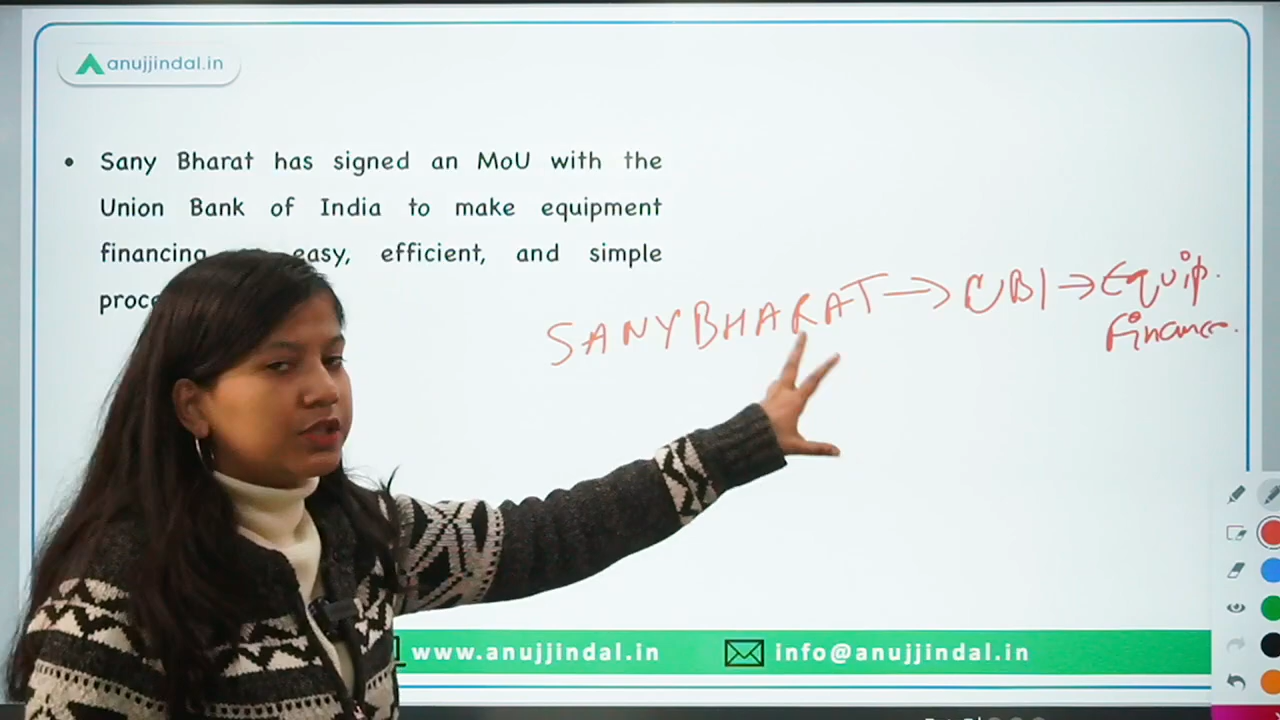 anujjindal.in
Sany Bharat has signed an MoU with the
Union Bank of India to make equipment
financing easy, efficient, and simple
SANY BHARAT → UBI → Equip.
Finance.
www.anujjindal.in
info@anujjindal.in